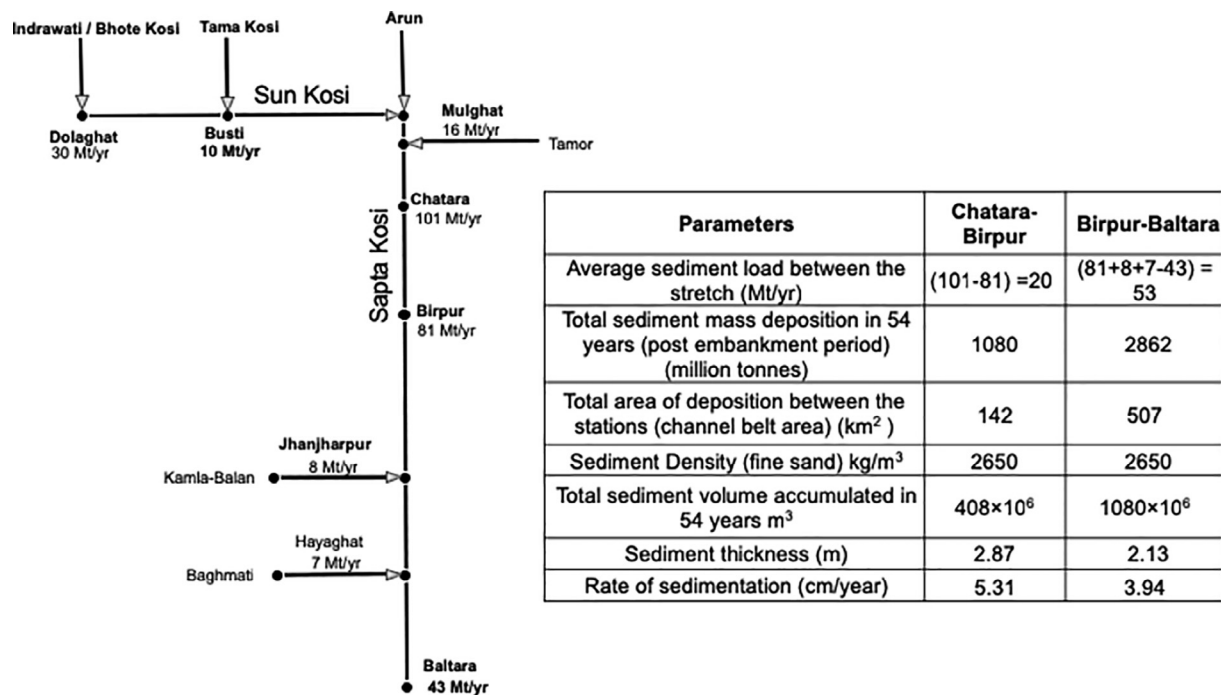 Indrawati / Bhote Kosi
Tama Kosi
Arun
Sun Kosi
Dolaghat
30 Mt/yr
Busti
10 Mt/yr
Mulghat
16 Mt/yr
Tamor
Chatara
101 Mt/yr
Sapta Kosi
Birpur
81 Mt/yr
Jhanjharpur
8 Mt/yr
Kamla-Balan
Hayaghat
7 Mt/yr
Baghmati
Baltara
43 Mt/yr
Parameters
Chatara-
Birpur
Birpur-Baltara
Average sediment load between the
stretch (Mt/yr)
(101-81) =20
(81+8+7-43) =
53
Total sediment mass deposition in 54
years (post embankment period)
(million tonnes)
1080
2862
Total area of deposition between the
stations (channel belt area) (km²)
142
507
Sediment Density (fine sand) kg/m³
2650
2650
Total sediment volume accumulated in
54 years m³
408×10⁶
1080×10⁶
Sediment thickness (m)
2.87
2.13
Rate of sedimentation (cm/year)
5.31
3.94